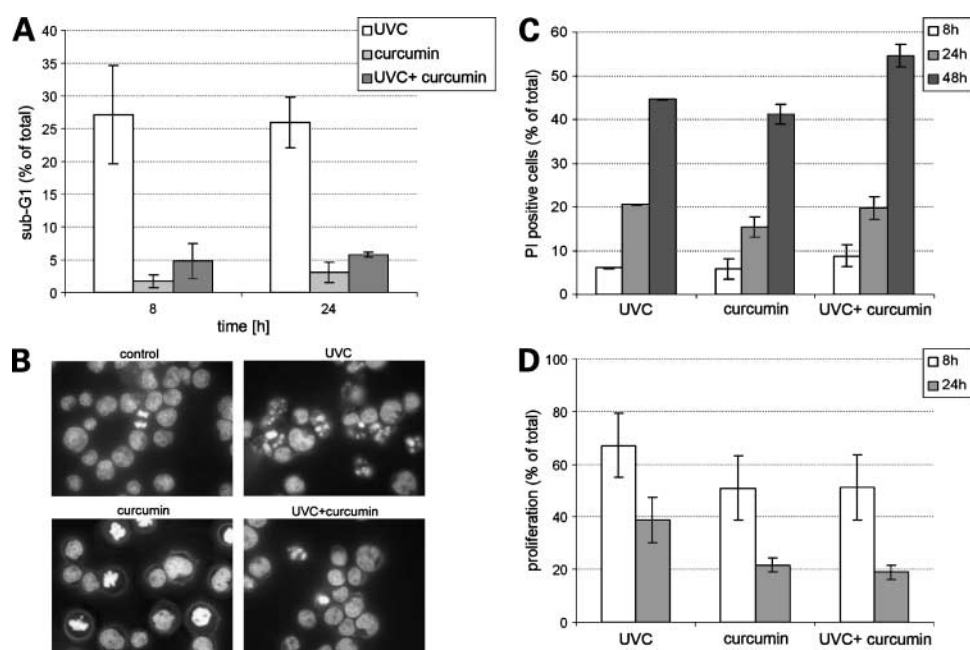 A
UVC
curcumin
UVC+ curcumin
sub-G1 (% of total)
40
35
30
25
20
15
10
5
0
8
24
time [h]
B
control
UVC
curcumin
UVC+curcumin
C
8h
24h
48h
PI positive cells (% of total)
60
50
40
30
20
10
0
UVC
curcumin
UVC+ curcumin
D
8h
24h
proliferation (% of total)
100
80
60
40
20
0
UVC
curcumin
UVC+ curcumin